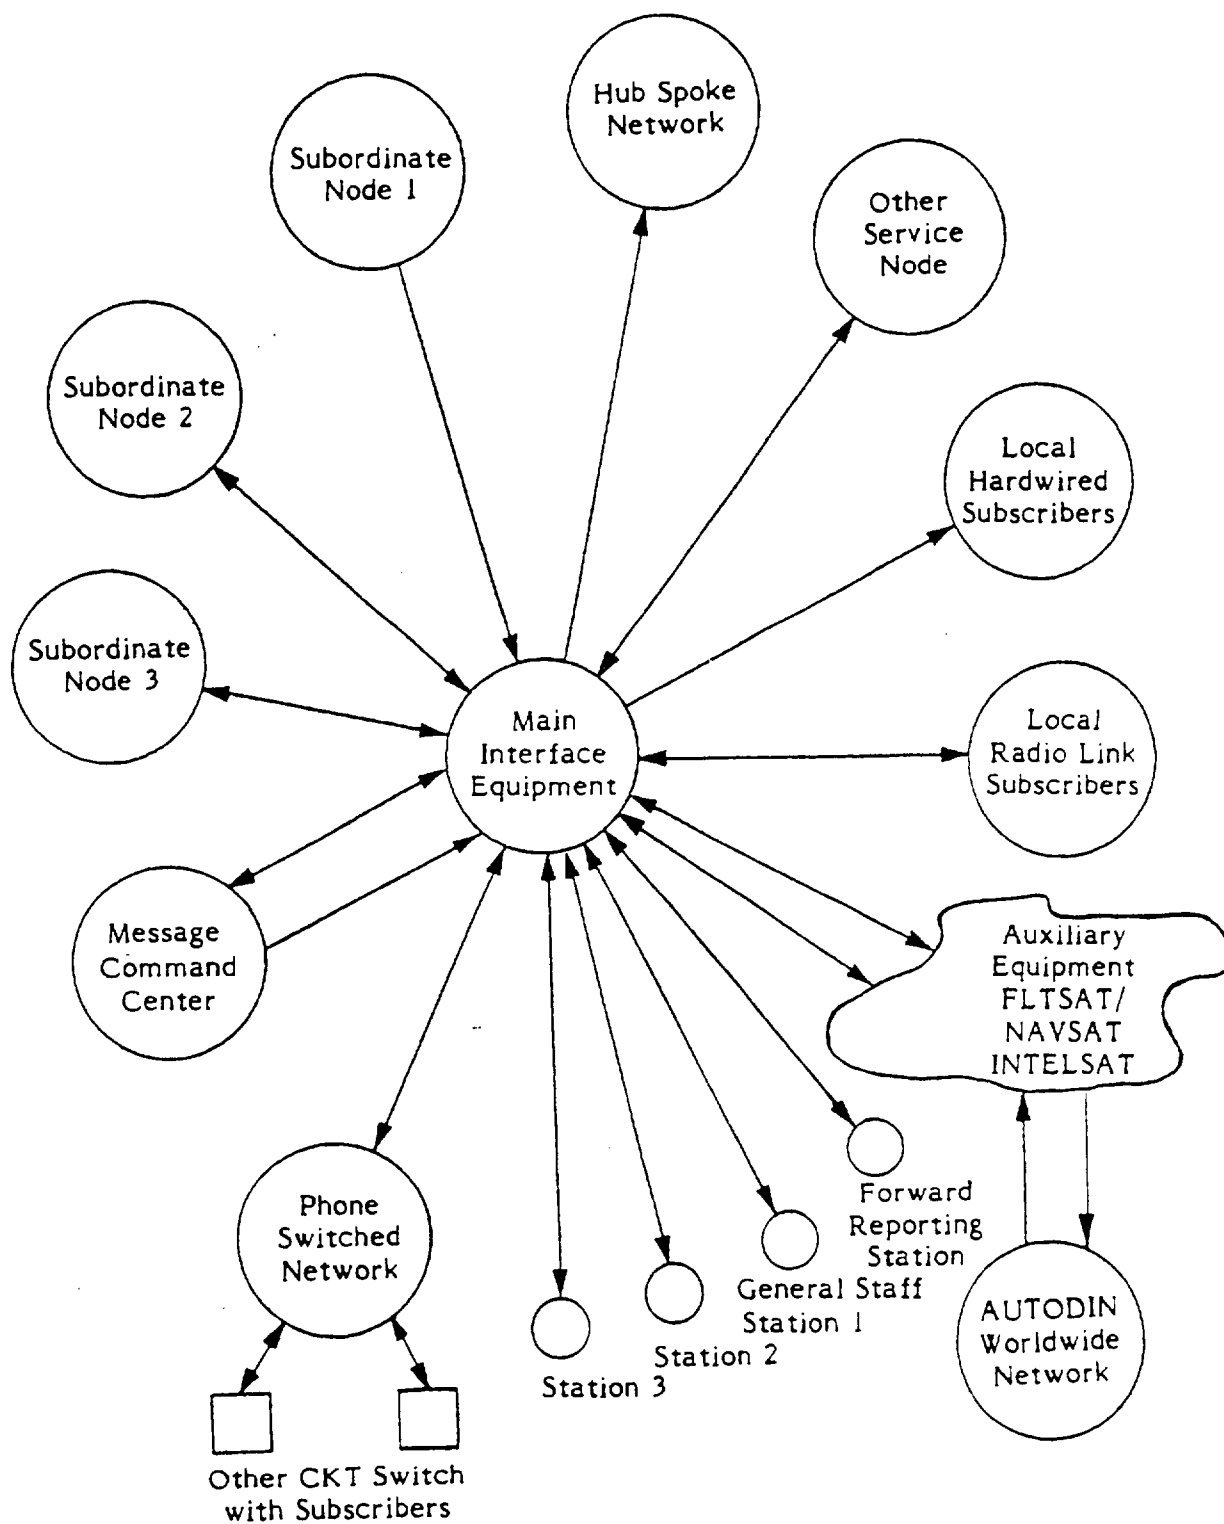 Hub Spoke
Network
Subordinate
Node 1
Other
Service
Node
Subordinate
Node 2
Local
Hardwired
Subscribers
Subordinate
Node 3
Main
Interface
Equipment
Local
Radio Link
Subscribers
Message
Command
Center
Auxiliary
Equipment
FLTSAT/
NAVSAT
INTELSAT
Phone
Switched
Network
Forward
Reporting
Station
General Staff
Station 1
Station 2
Station 3
AUTODIN
Worldwide
Network
Other CKT Switch
with Subscribers